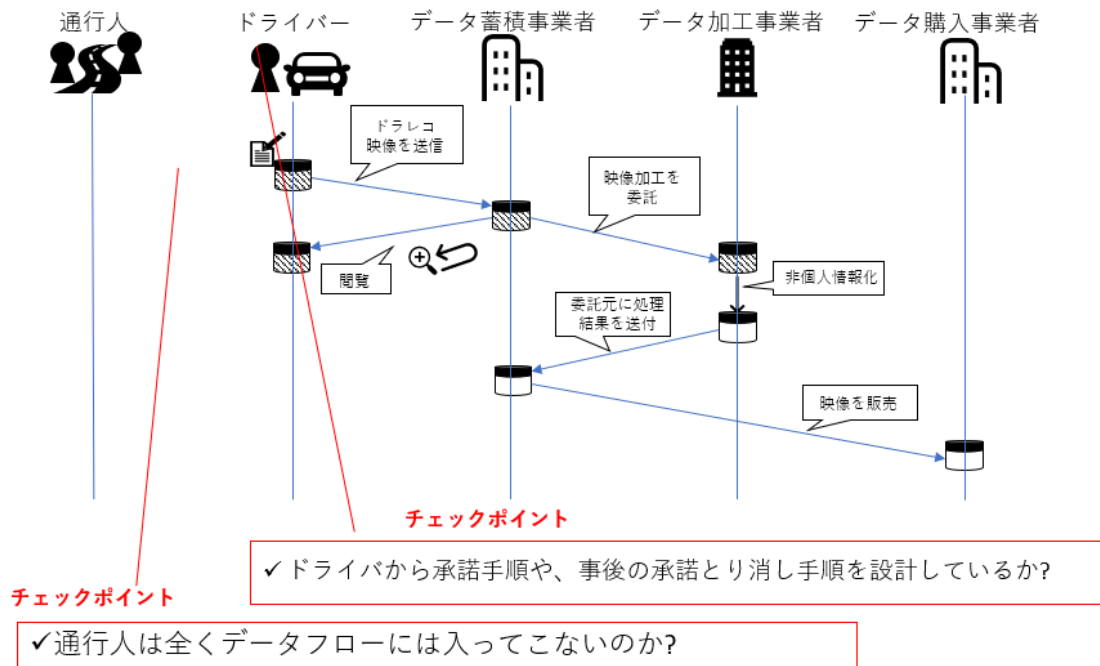 通行人
ドライバー
データ蓄積事業者
データ加工事業者
データ購入事業者
ドラレコ
映像を送信
映像加工を
委託
閲覧
非個人情報化
委託元に処理
結果を送付
映像を販売
チェックポイント
✓ドライバから承諾手順や、事後の承諾とり消し手順を設計しているか?
チェックポイント
✓通行人は全くデータフローには入ってこないのか?